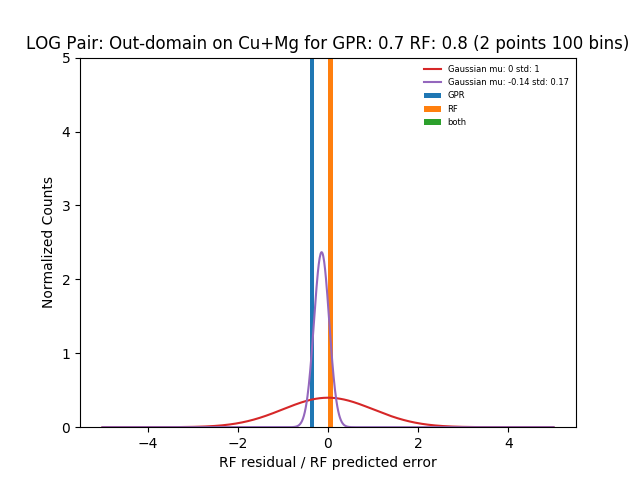 LOG Pair: Out-domain on Cu+Mg for GPR: 0.7 RF: 0.8 (2 points 100 bins)
Gaussian mu: 0 std: 1
Gaussian mu: -0.14 std: 0.17
GPR
RF
both
Normalized Counts
5
4
3
2
1
0
−4 −2 0 2 4
RF residual / RF predicted error